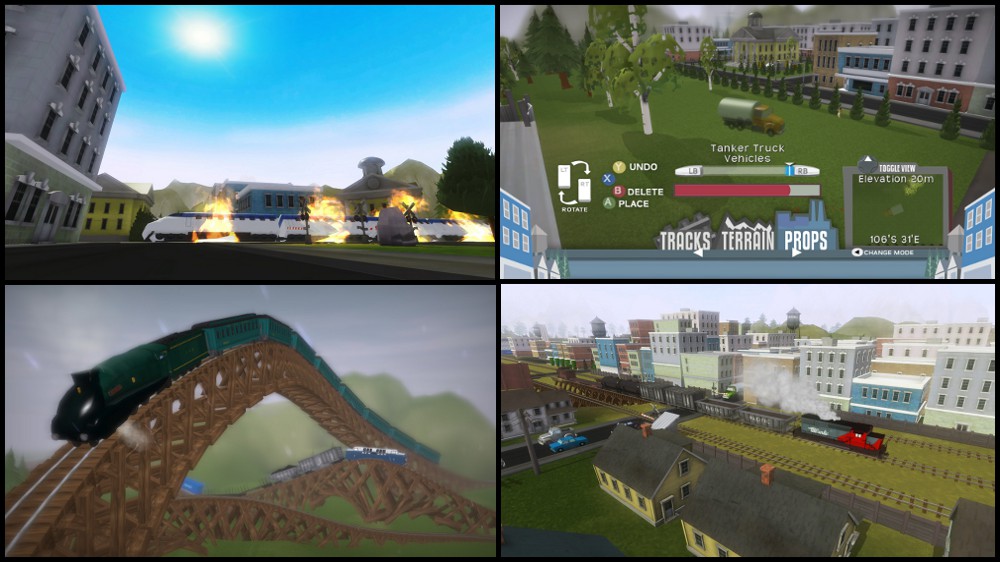 Tanker Truck
Vehicles
LB
RB
LT
RT
ROTATE
Y UNDO
X
B DELETE
A PLACE
TOGGLE VIEW
Elevation 20m
106°S 31'E
CHANGE MODE
TRACKS TERRAIN PROPS